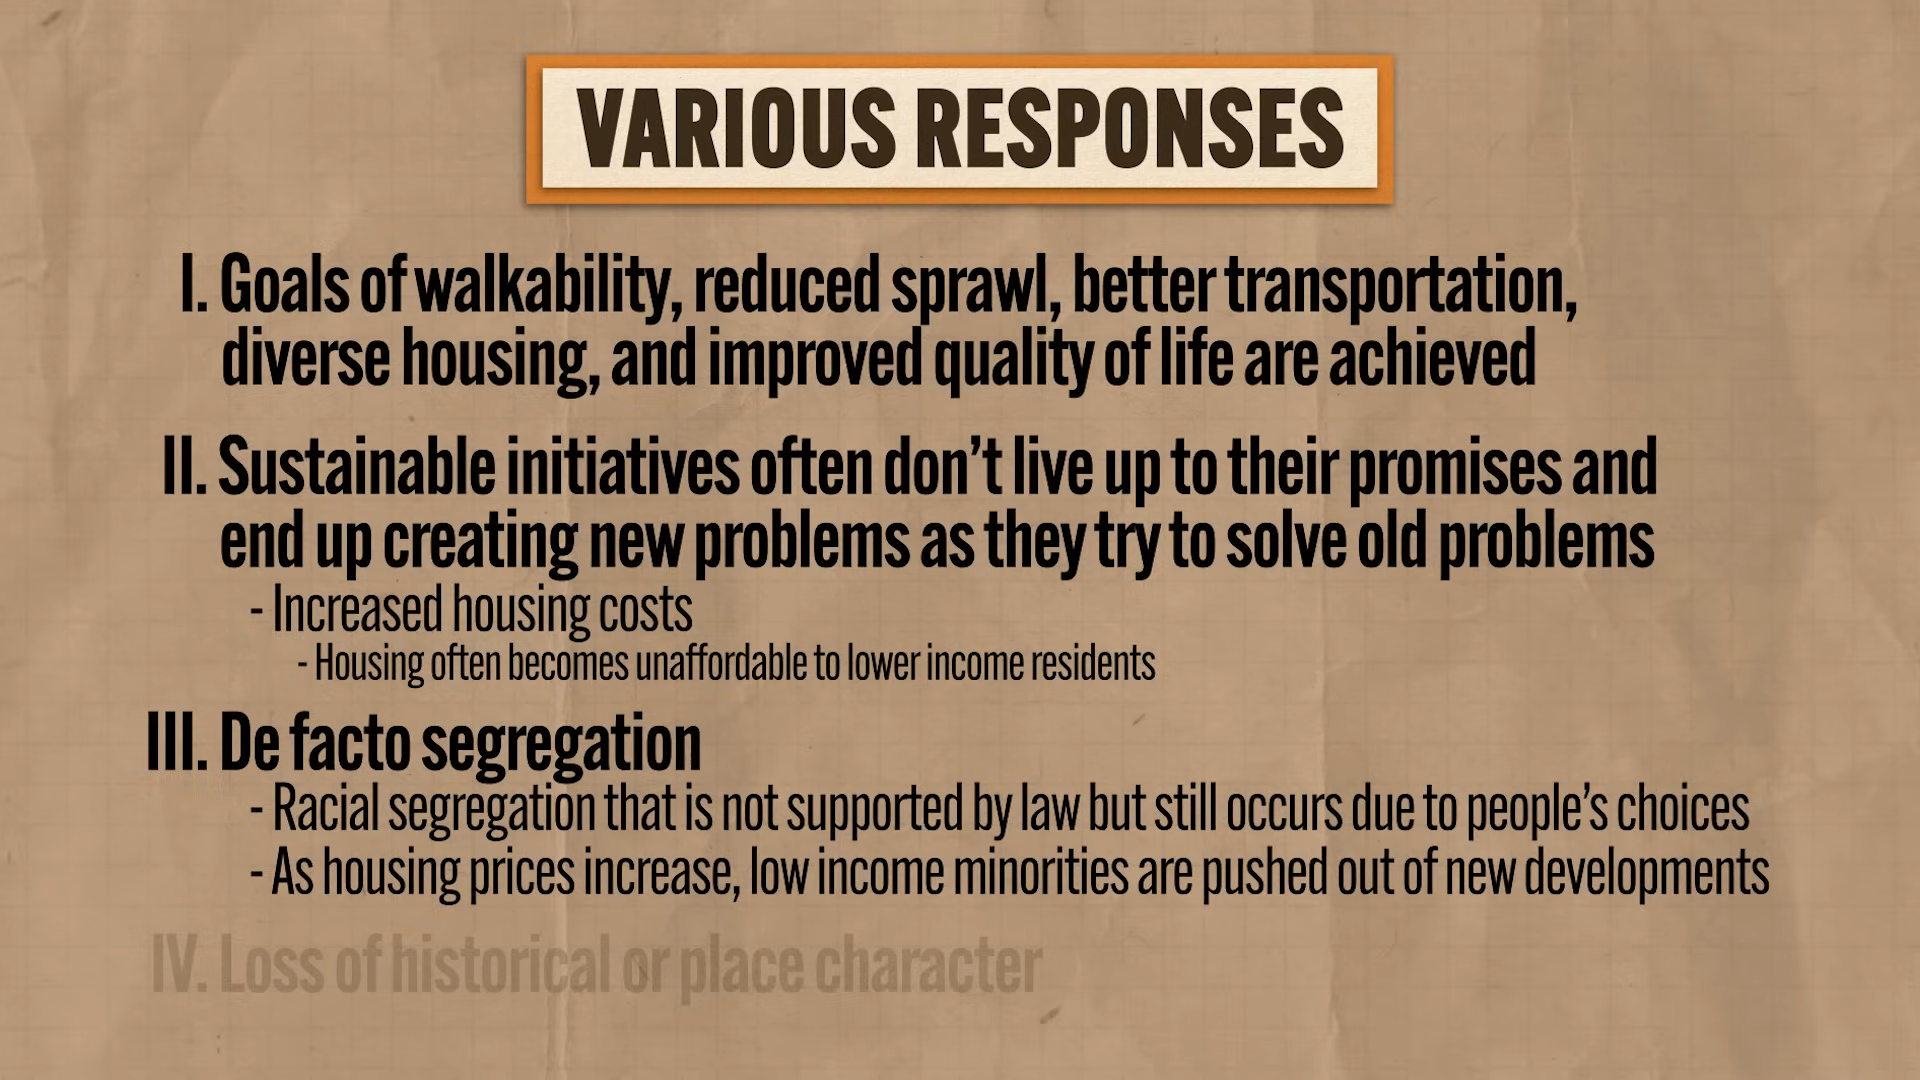 VARIOUS RESPONSES
I. Goals of walkability, reduced sprawl, better transportation,
diverse housing, and improved quality of life are achieved
II. Sustainable initiatives often don’t live up to their promises and
end up creating new problems as they try to solve old problems
- Increased housing costs
- Housing often becomes unaffordable to lower income residents
III. De facto segregation
- Racial segregation that is not supported by law but still occurs due to people’s choices
- As housing prices increase, low income minorities are pushed out of new developments
IV. Loss of historical or place character